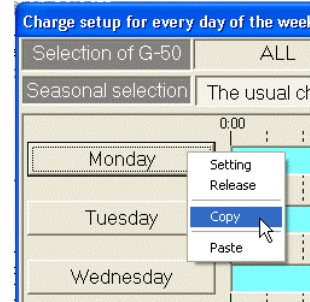 Charge setup for every day of the week
Selection of G-50 ALL
Seasonal selection The usual ch
0:00
Monday
Setting
Release
Tuesday
Copy
Paste
Wednesday